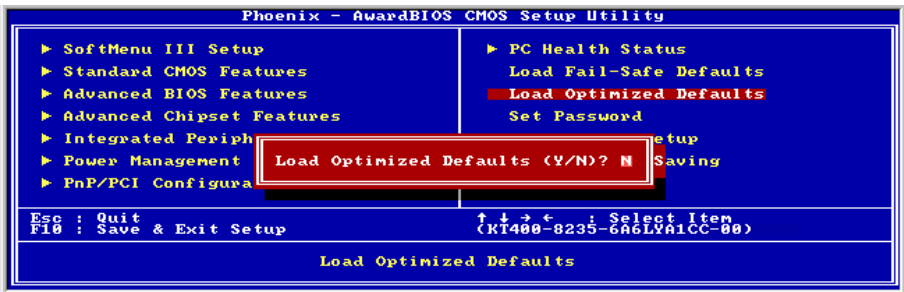 Phoenix - AwardBIOS CMOS Setup Utility
SoftMenu III Setup
Standard CMOS Features
Advanced BIOS Features
Advanced Chipset Features
Integrated Periph
Power Management
PnP/PCI Configura
PC Health Status
Load Fail-Safe Defaults
Load Optimized Defaults
Set Password
etup
Saving
Load Optimized Defaults (Y/N)? N
Esc : Quit
F10 : Save & Exit Setup
↑ ↓ → ← : Select Item
(KT400-8235-6A6LYA1CC-00)
Load Optimized Defaults